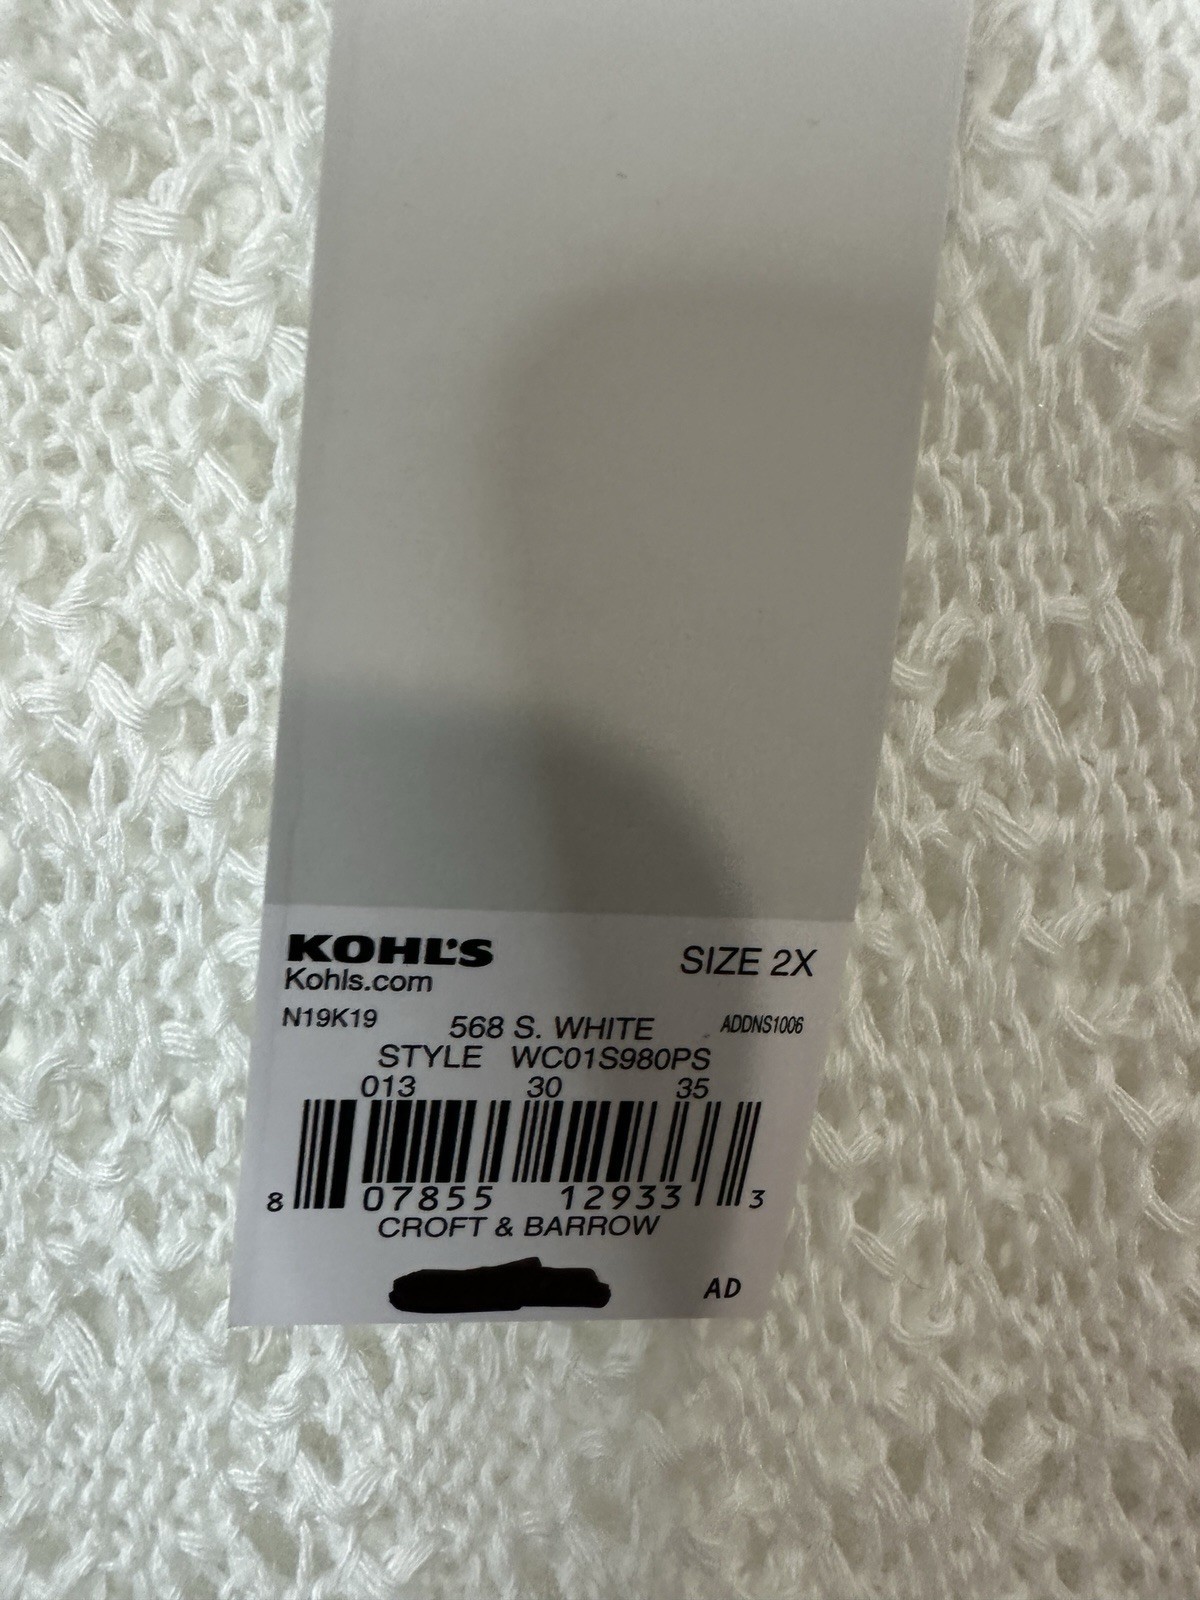 KOHL'S
Kohls.com
SIZE 2X
N19K19
568 S. WHITE
ADDNS1006
STYLE WC01S980PS
013 30 35
8 07855 12933 3
CROFT & BARROW
AD